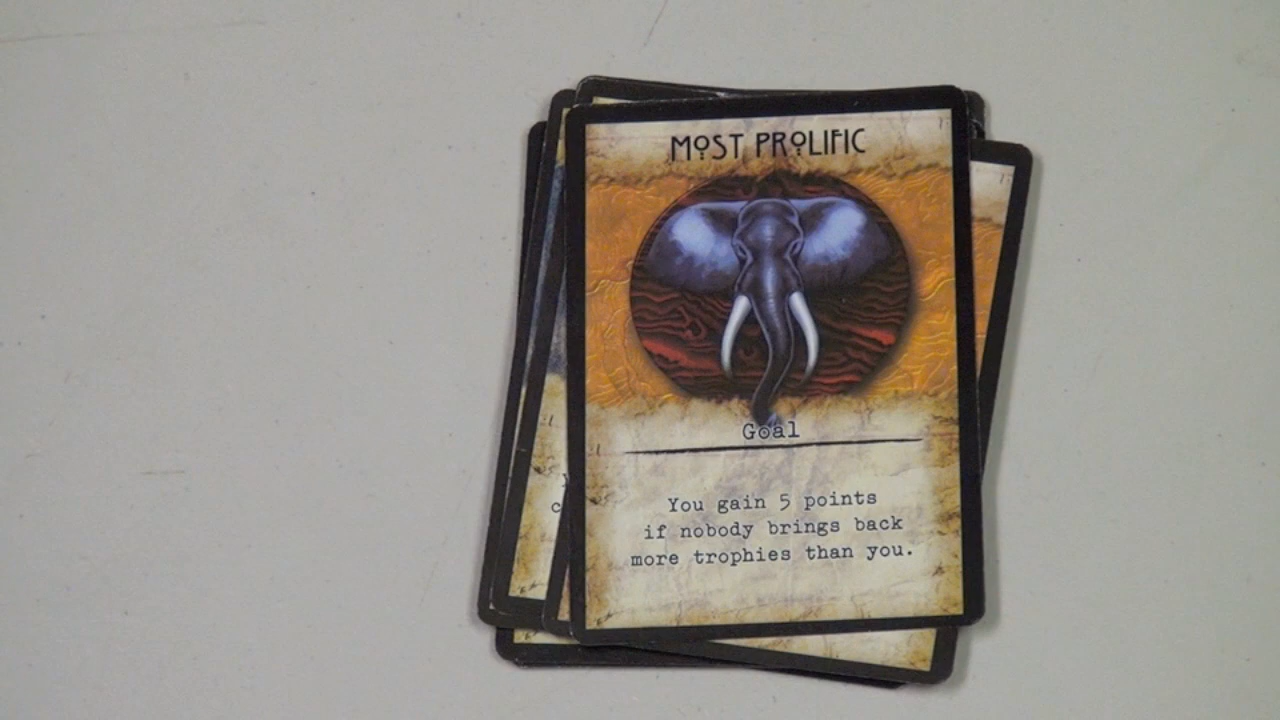 MOST PROLIFIC
Goal
You gain 5 points
if nobody brings back
more trophies than you.